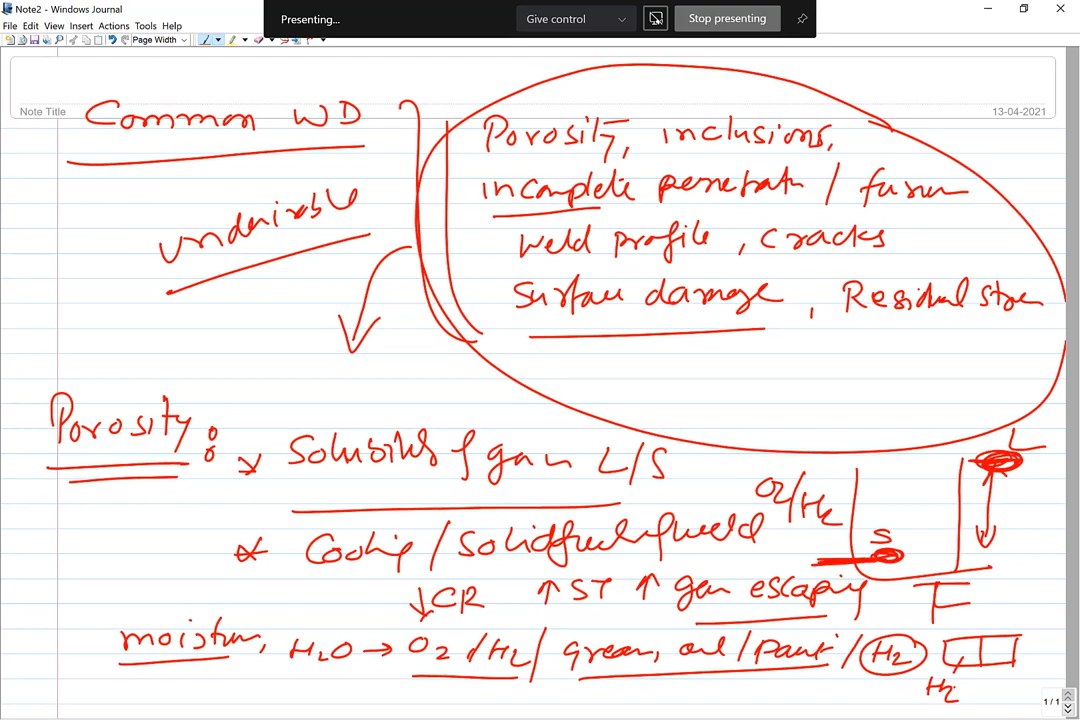 Note2 - Windows Journal
Presenting...
Give control
Stop presenting
File Edit View Insert Actions Tools Help
Page Width
Note Title
13-04-2021
Common WD
undesirable
Porosity, inclusions,
incomplete penetratn / fusion
weld profile, cracks
surface damage, Residual stress
Porosity:
* Solubility of gas L/S
O2/H2
L
S
T
* Cooling / solidification of weld
↓CR ↑ST ↑ gas escaping
moisture, H2O → O2/H2/ grease, oil/paint/ H2
H2
1/1